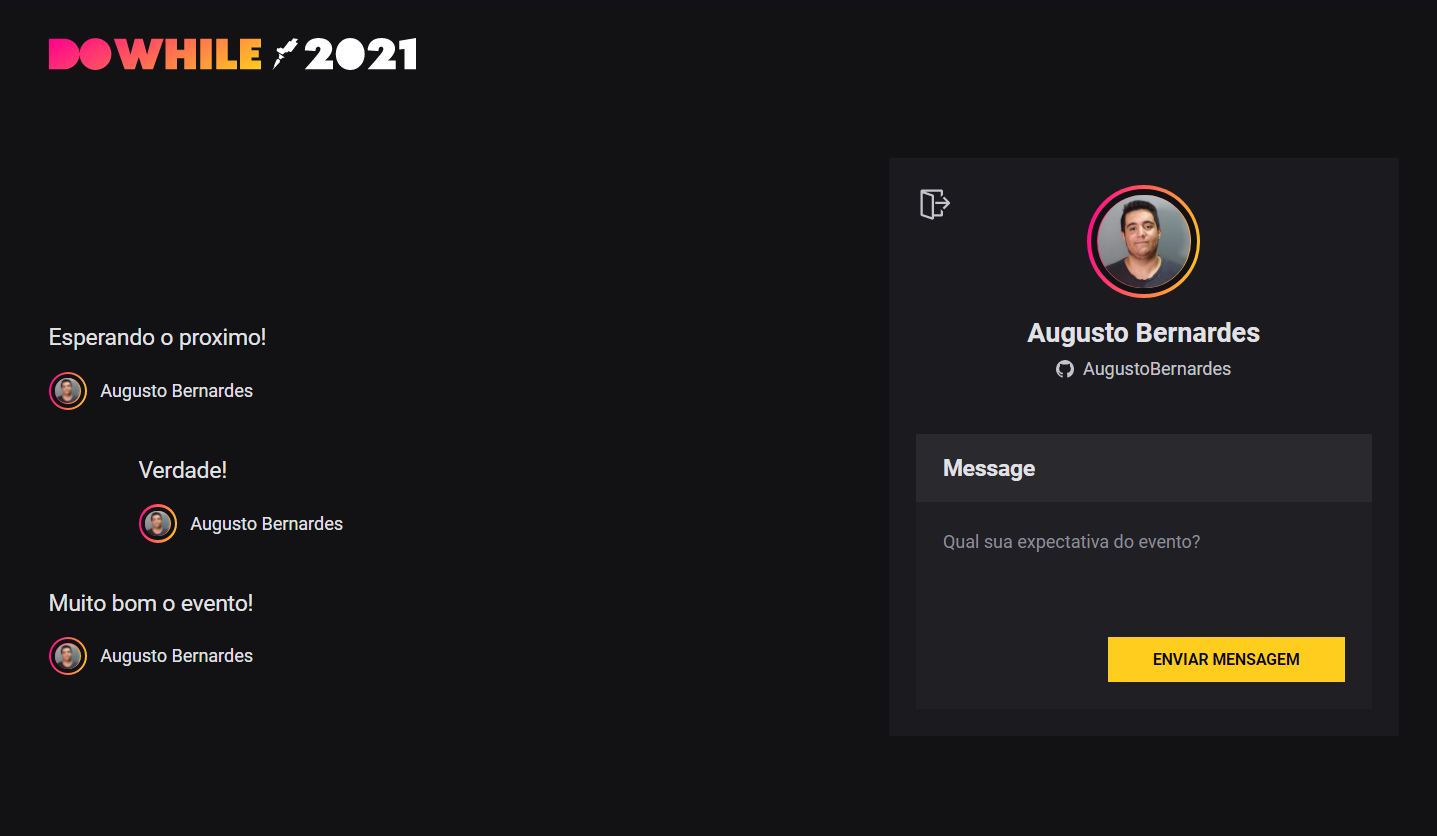 DOWHILE 2021
Esperando o proximo!
Augusto Bernardes
Verdade!
Augusto Bernardes
Muito bom o evento!
Augusto Bernardes
Augusto Bernardes
AugustoBernardes
Message
Qual sua expectativa do evento?
ENVIAR MENSAGEM